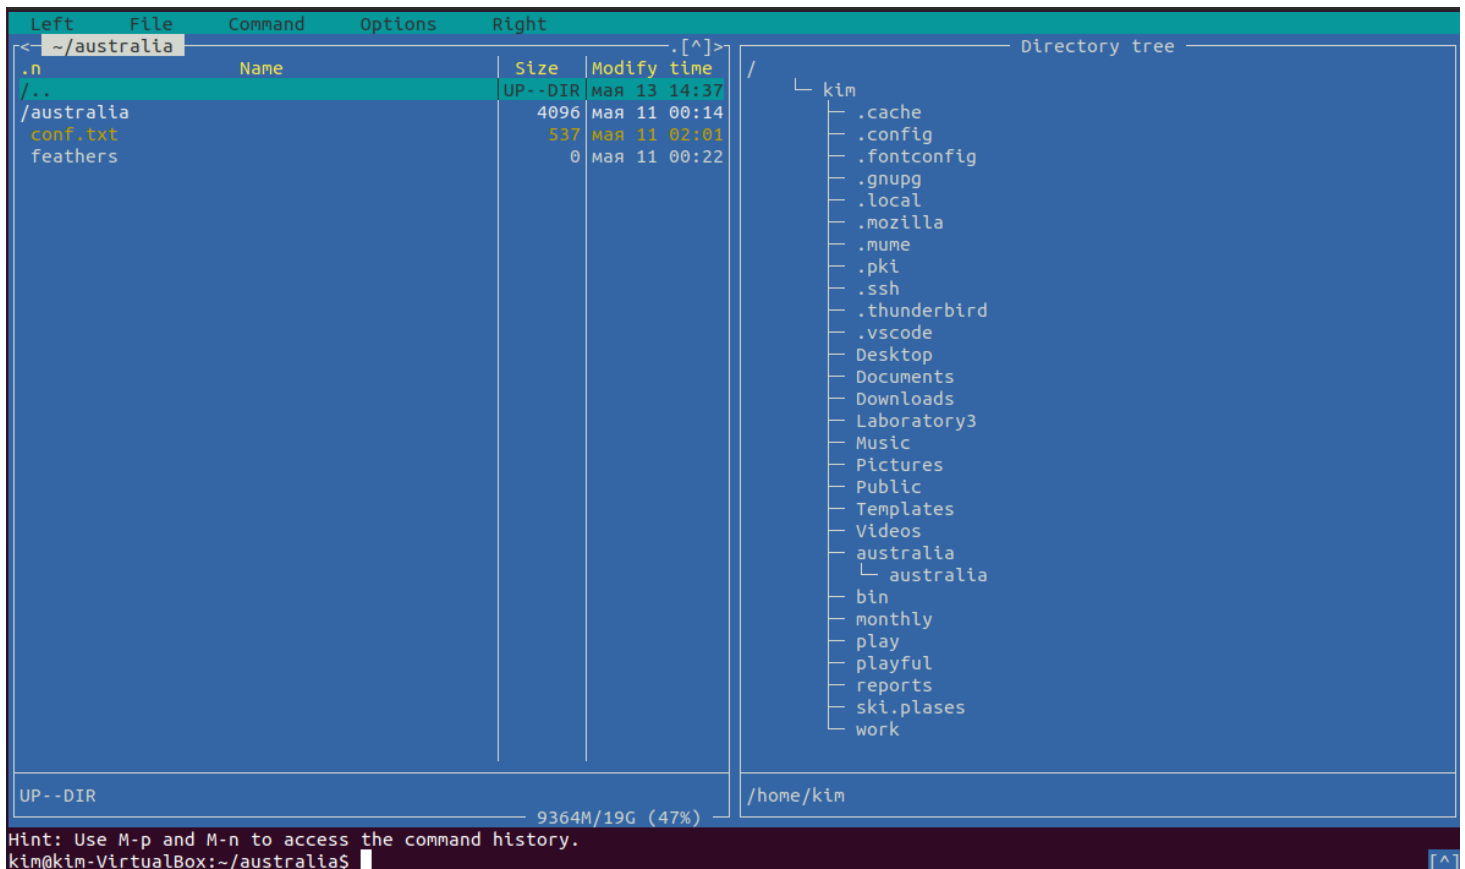 Left File Command Options Right
<─ ~/australia ─.[^]>
.n Name Size Modify time
/.. UP--DIR мая 13 14:37
/australia 4096 мая 11 00:14
conf.txt 537 мая 11 02:01
feathers 0 мая 11 00:22
UP--DIR
9364M/19G (47%)
Directory tree
/
kim
.cache
.config
.fontconfig
.gnupg
.local
.mozilla
.mume
.pki
.ssh
.thunderbird
.vscode
Desktop
Documents
Downloads
Laboratory3
Music
Pictures
Public
Templates
Videos
australia
australia
bin
monthly
play
playful
reports
ski.plases
work
/home/kim
Hint: Use M-p and M-n to access the command history.
kim@kim-VirtualBox:~/australia$
[^]